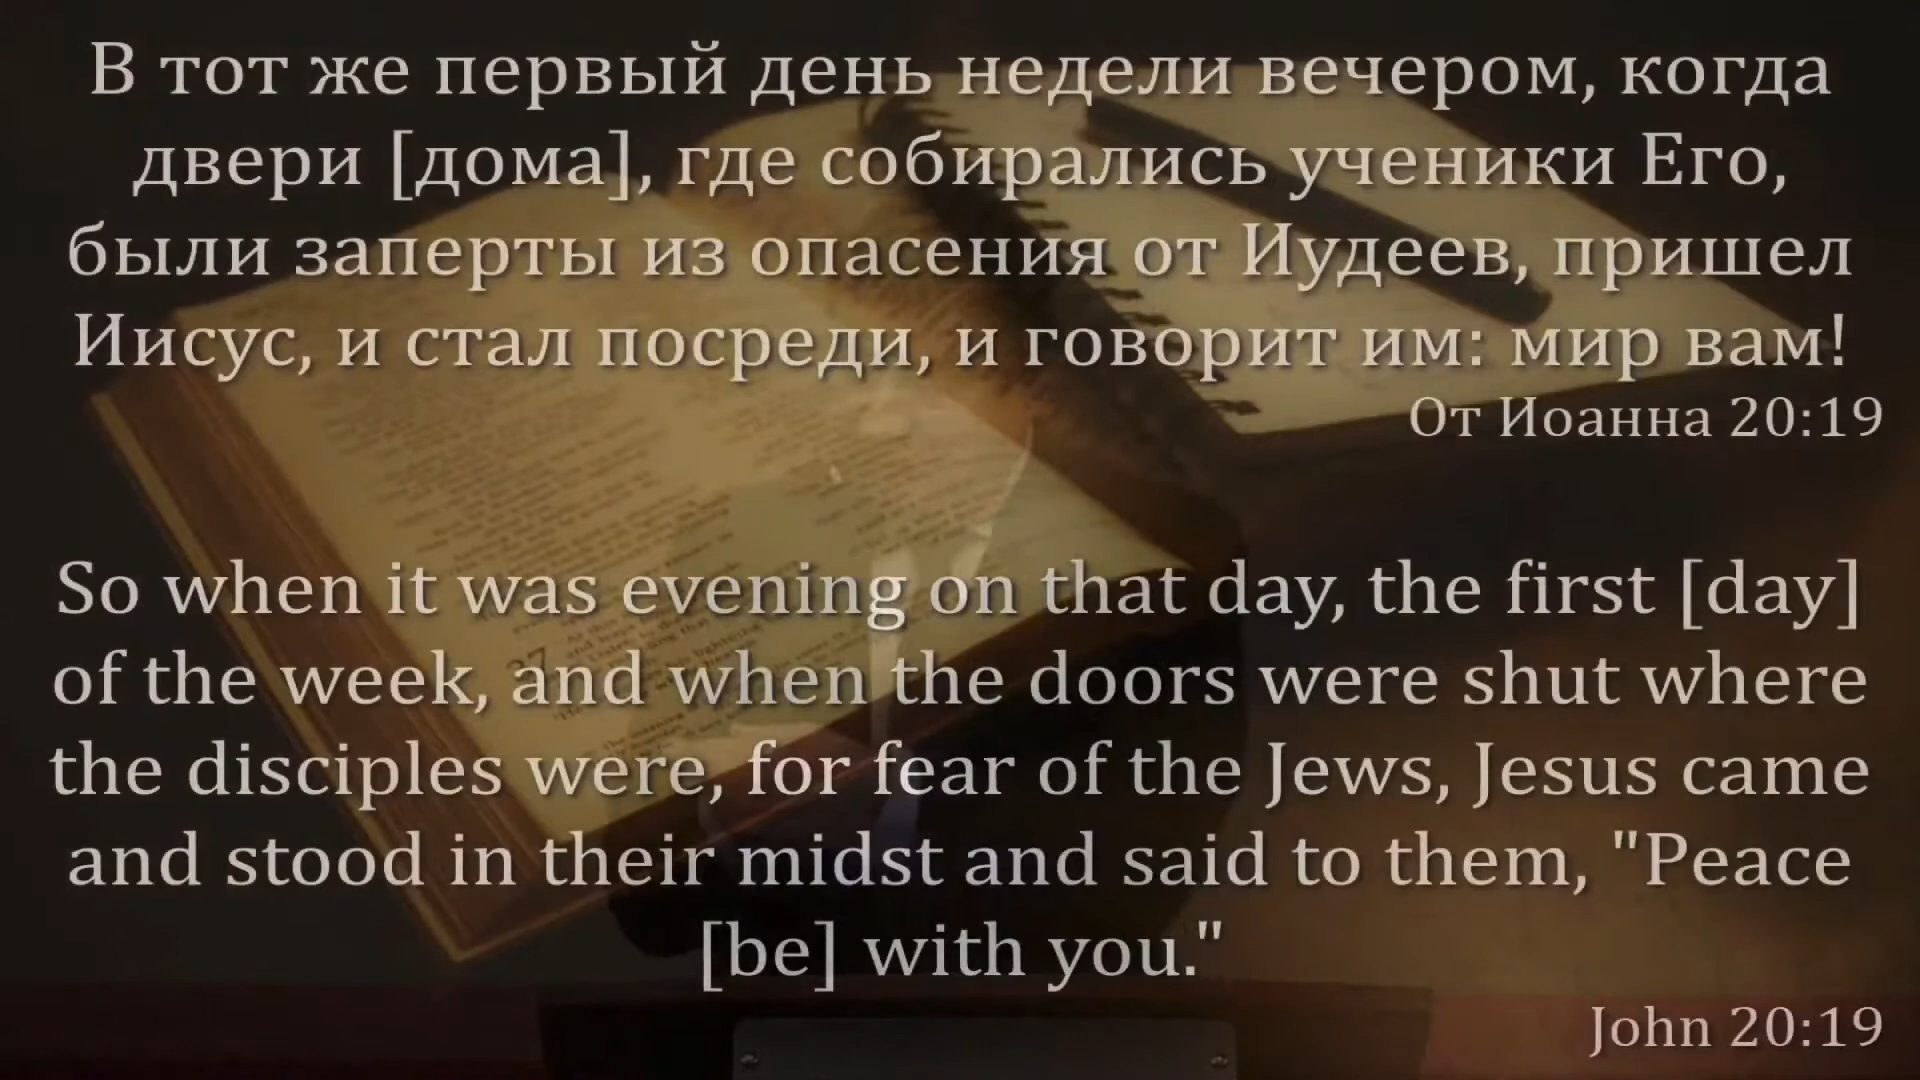 В тот же первый день недели вечером, когда
двери [дома], где собирались ученики Его,
были заперты из опасения от Иудеев, пришел
Иисус, и стал посреди, и говорит им: мир вам!
От Иоанна 20:19
So when it was evening on that day, the first [day]
of the week, and when the doors were shut where
the disciples were, for fear of the Jews, Jesus came
and stood in their midst and said to them, "Peace
[be] with you."
John 20:19